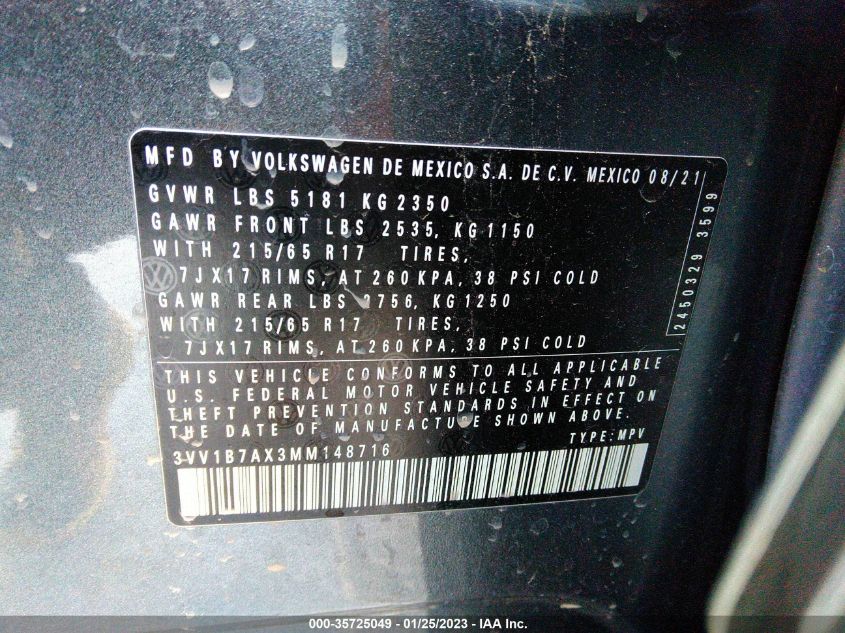 MFD BY VOLKSWAGEN DE MEXICO S.A. DE C.V. MEXICO 08/21
GVWR LBS 5181 KG 2350
GAWR FRONT LBS 2535, KG 1150
WITH 215/65 R17 TIRES,
7JX17 RIMS, AT 260 KPA, 38 PSI COLD
GAWR REAR LBS 2756, KG 1250
WITH 215/65 R17 TIRES,
7JX17 RIMS, AT 260 KPA, 38 PSI COLD
2450329 3599
THIS VEHICLE CONFORMS TO ALL APPLICABLE
U.S. FEDERAL MOTOR VEHICLE SAFETY AND
THEFT PREVENTION STANDARDS IN EFFECT ON
THE DATE OF MANUFACTURE SHOWN ABOVE.
TYPE:MPV
3VV1B7AX3MM148716
000-35725049 — 01/25/2023 — IAA Inc.